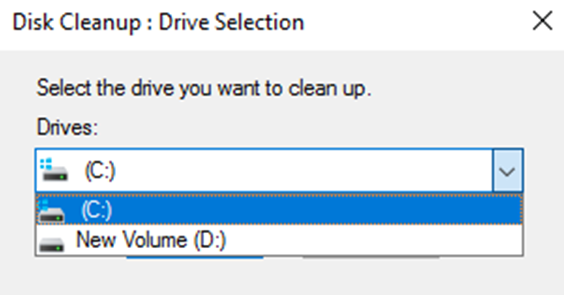 Disk Cleanup : Drive Selection
Select the drive you want to clean up.
Drives:
(C:)
(C:)
New Volume (D:)